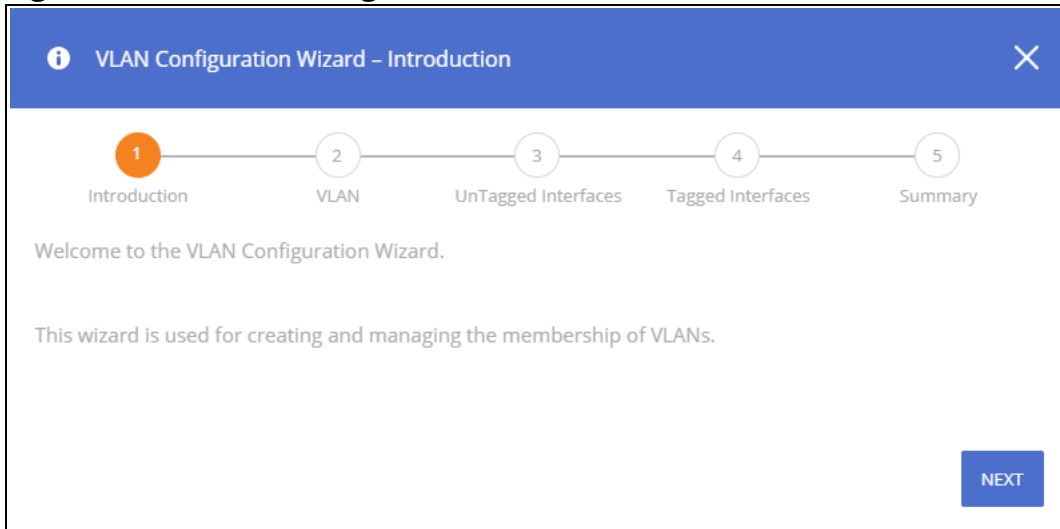 VLAN Configuration Wizard – Introduction
1 2 3 4 5
Introduction VLAN UnTagged Interfaces Tagged Interfaces Summary
Welcome to the VLAN Configuration Wizard.
This wizard is used for creating and managing the membership of VLANs.
NEXT